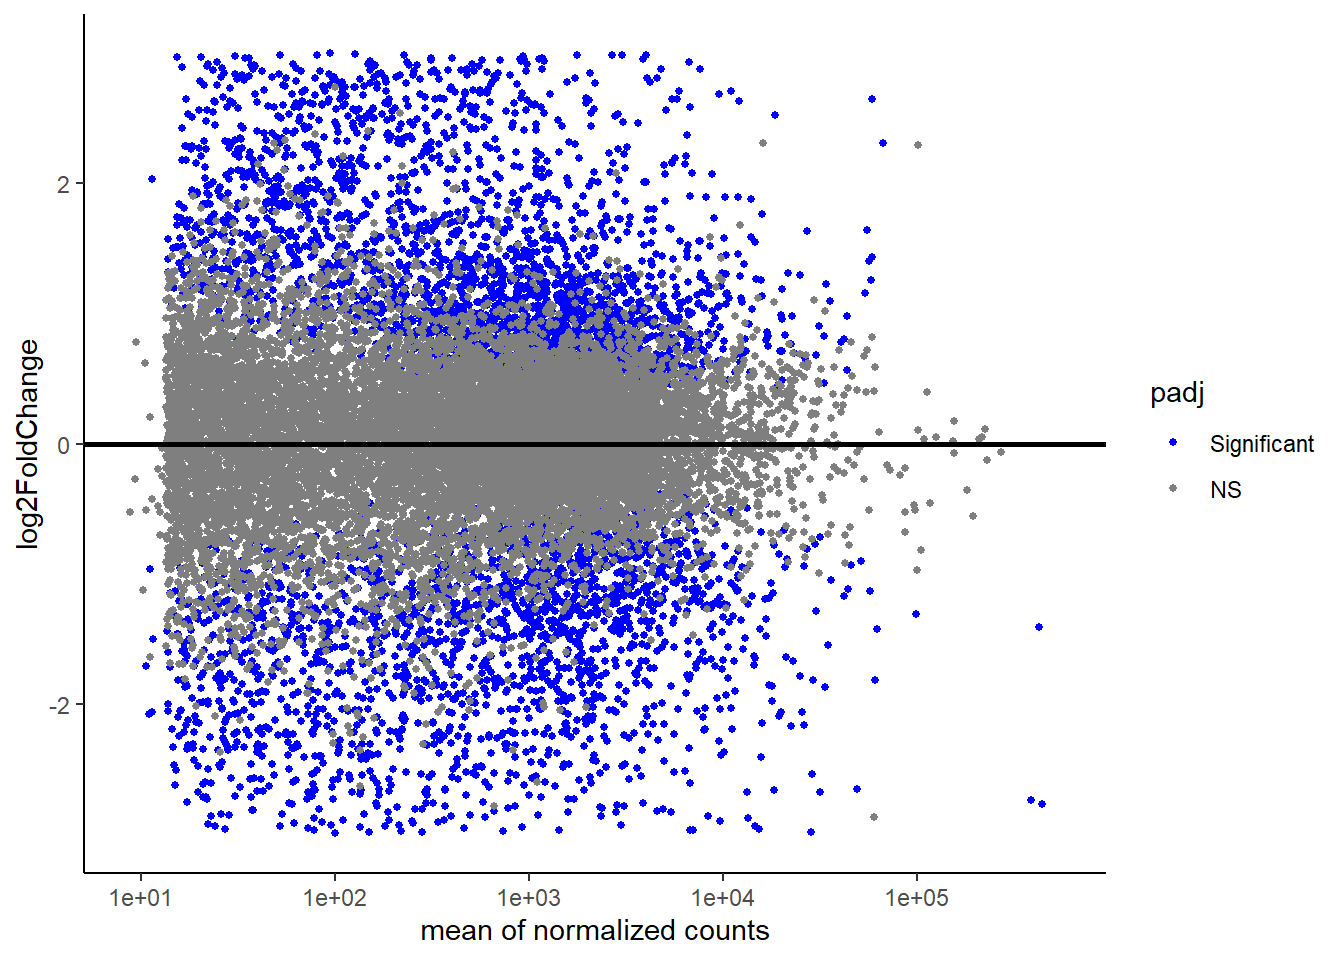 log2FoldChange
2
0
-2
1e+01 1e+02 1e+03 1e+04 1e+05
mean of normalized counts
padj
Significant
NS